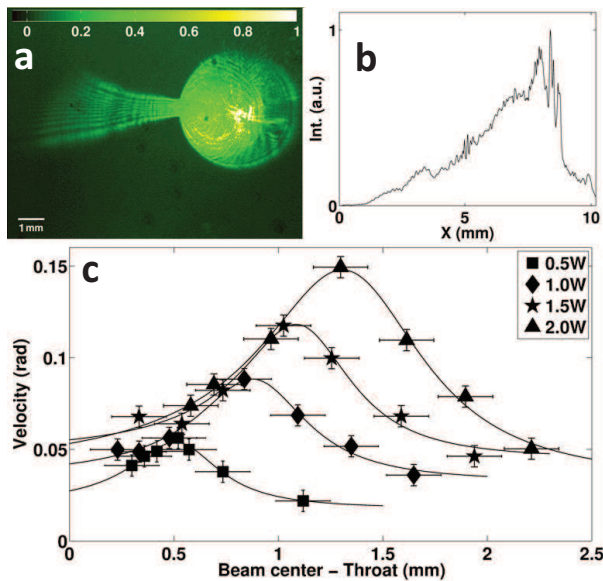 0 0.2 0.4 0.6 0.8 1
a
1 mm
b
1
Int. (a.u.)
0
0 5 10
X (mm)
c
0.5W
1.0W
1.5W
2.0W
0.15
0.1
0.05
0
Velocity (rad)
0 0.5 1 1.5 2 2.5
Beam center – Throat (mm)